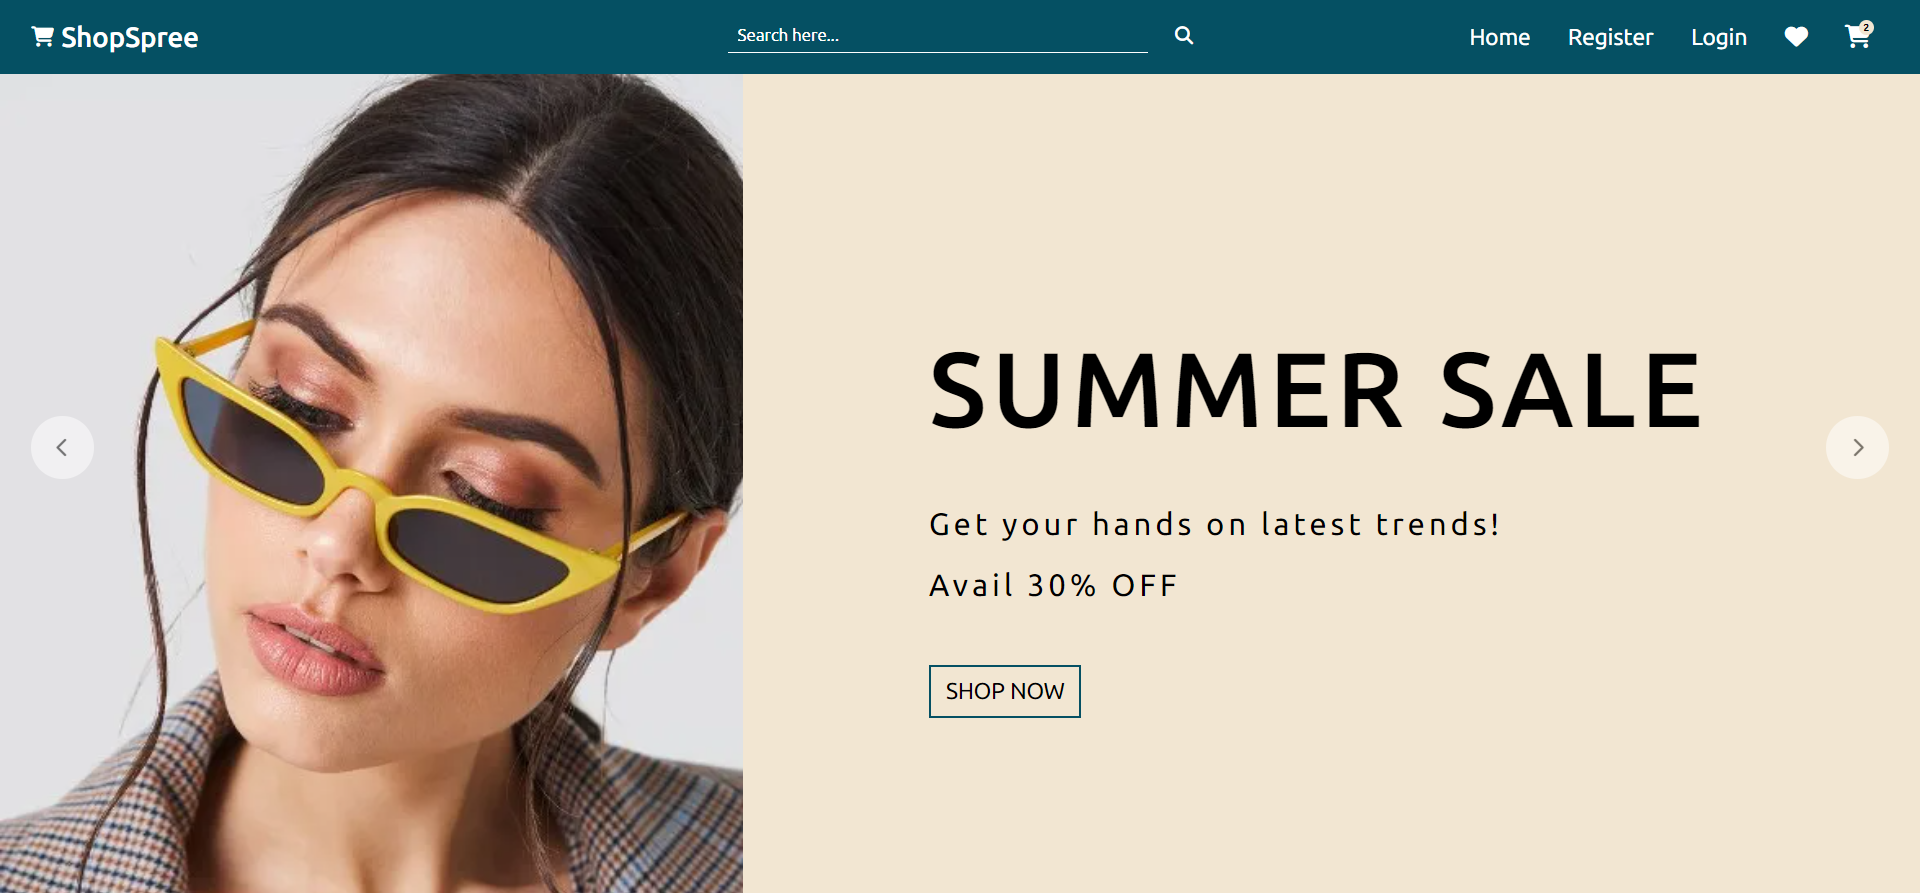 ShopSpree
Search here...
Home
Register
Login
2
SUMMER SALE
Get your hands on latest trends!
Avail 30% OFF
SHOP NOW